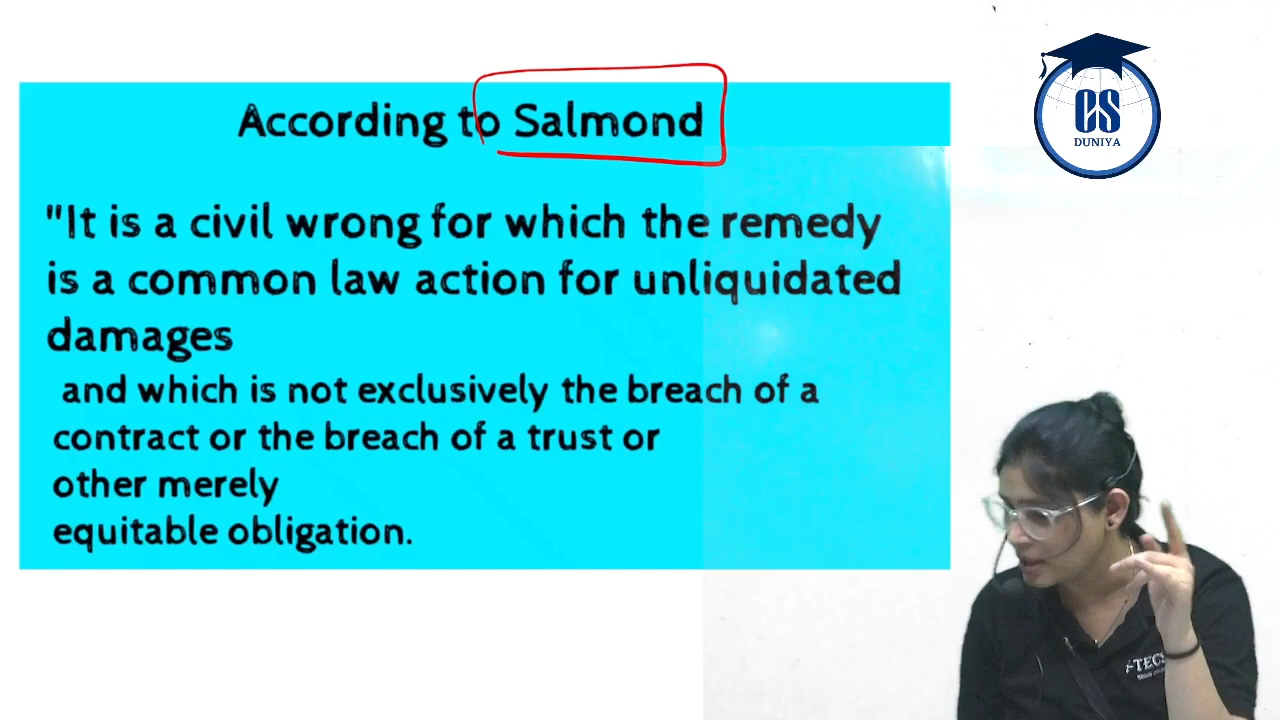 According to Salmond
"It is a civil wrong for which the remedy
is a common law action for unliquidated
damages
and which is not exclusively the breach of a
contract or the breach of a trust or
other merely
equitable obligation.
CS
DUNIYA
TECS